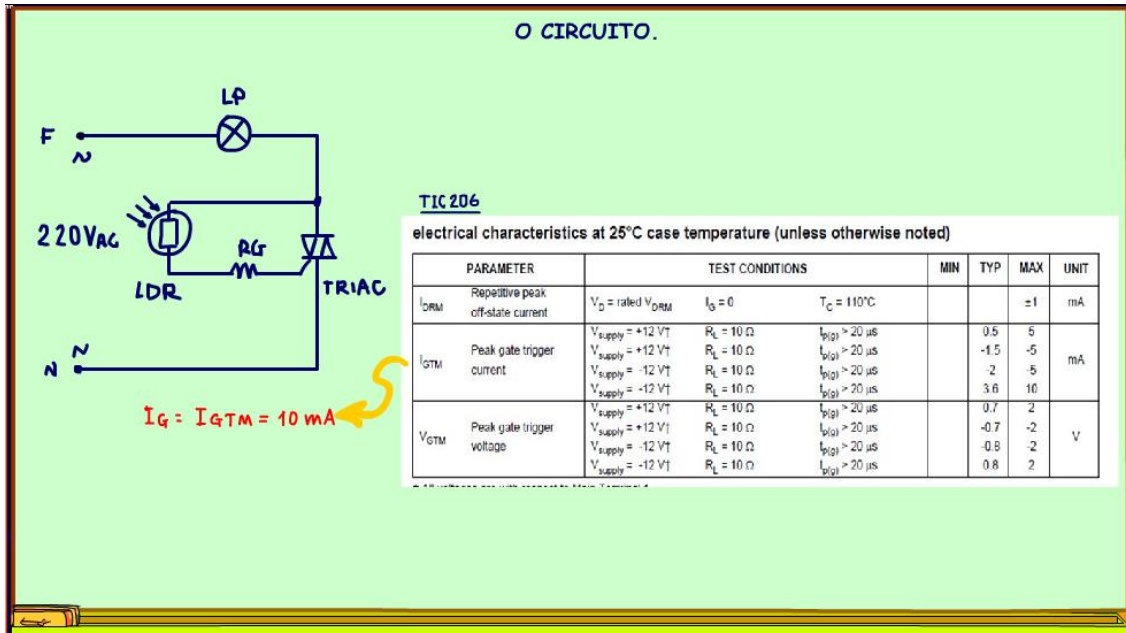 O CIRCUITO.
LP
F
~
220VAC
LDR
RG
TRIAC
~
N
IG = IGTM = 10 mA
TIC206
electrical characteristics at 25°C case temperature (unless otherwise noted)
PARAMETER TEST CONDITIONS MIN TYP MAX UNIT
IDRM Repetitive peak off-state current VD = rated VDRM IG = 0 TC = 110°C ±1 mA
IGTM Peak gate trigger current mA
Vsupply = +12 V† RL = 10 Ω tp(g) > 20 µs 0.5 5
Vsupply = +12 V† RL = 10 Ω tp(g) > 20 µs -1.5 -5
Vsupply = -12 V† RL = 10 Ω tp(g) > 20 µs -2 -5
Vsupply = -12 V† RL = 10 Ω tp(g) > 20 µs 3.6 10
VGTM Peak gate trigger voltage V
Vsupply = +12 V† RL = 10 Ω tp(g) > 20 µs 0.7 2
Vsupply = +12 V† RL = 10 Ω tp(g) > 20 µs -0.7 -2
Vsupply = -12 V† RL = 10 Ω tp(g) > 20 µs -0.8 -2
Vsupply = -12 V† RL = 10 Ω tp(g) > 20 µs 0.8 2